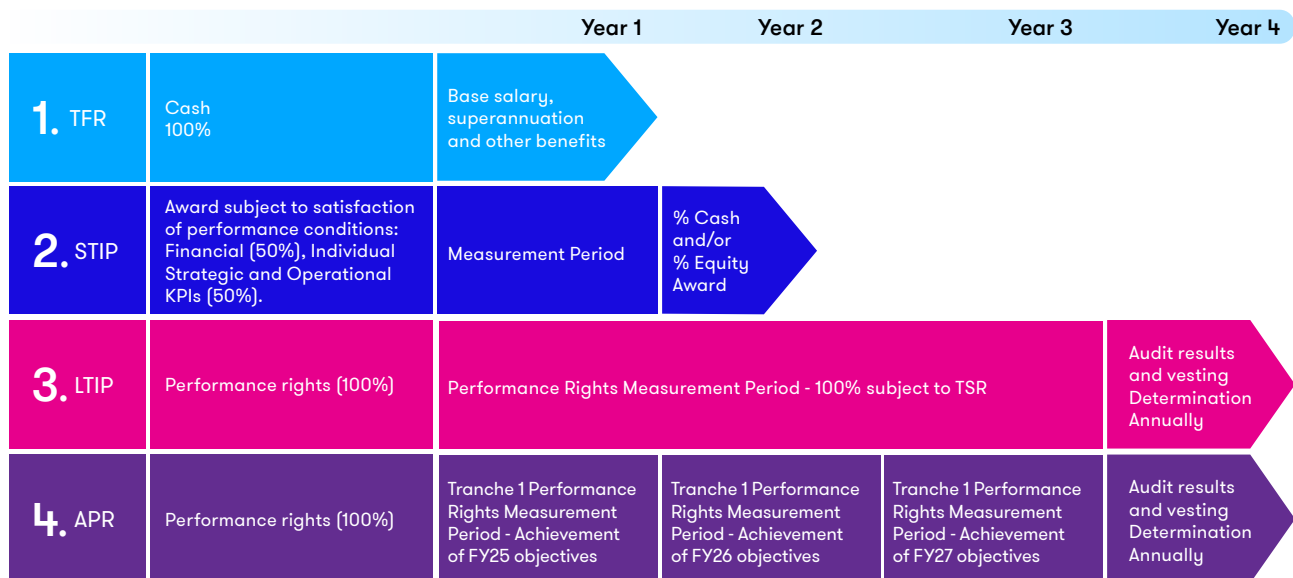 Year 1 Year 2 Year 3 Year 4
1. TFR
Cash
100%
Base salary,
superannuation
and other benefits
2. STIP
Award subject to satisfaction
of performance conditions:
Financial (50%), Individual
Strategic and Operational
KPIs (50%).
Measurement Period
% Cash
and/or
% Equity
Award
3. LTIP
Performance rights (100%)
Performance Rights Measurement Period - 100% subject to TSR
Audit results
and vesting
Determination
Annually
4. APR
Performance rights (100%)
Tranche 1 Performance
Rights Measurement
Period - Achievement
of FY25 objectives
Tranche 1 Performance
Rights Measurement
Period - Achievement
of FY26 objectives
Tranche 1 Performance
Rights Measurement
Period - Achievement
of FY27 objectives
Audit results
and vesting
Determination
Annually